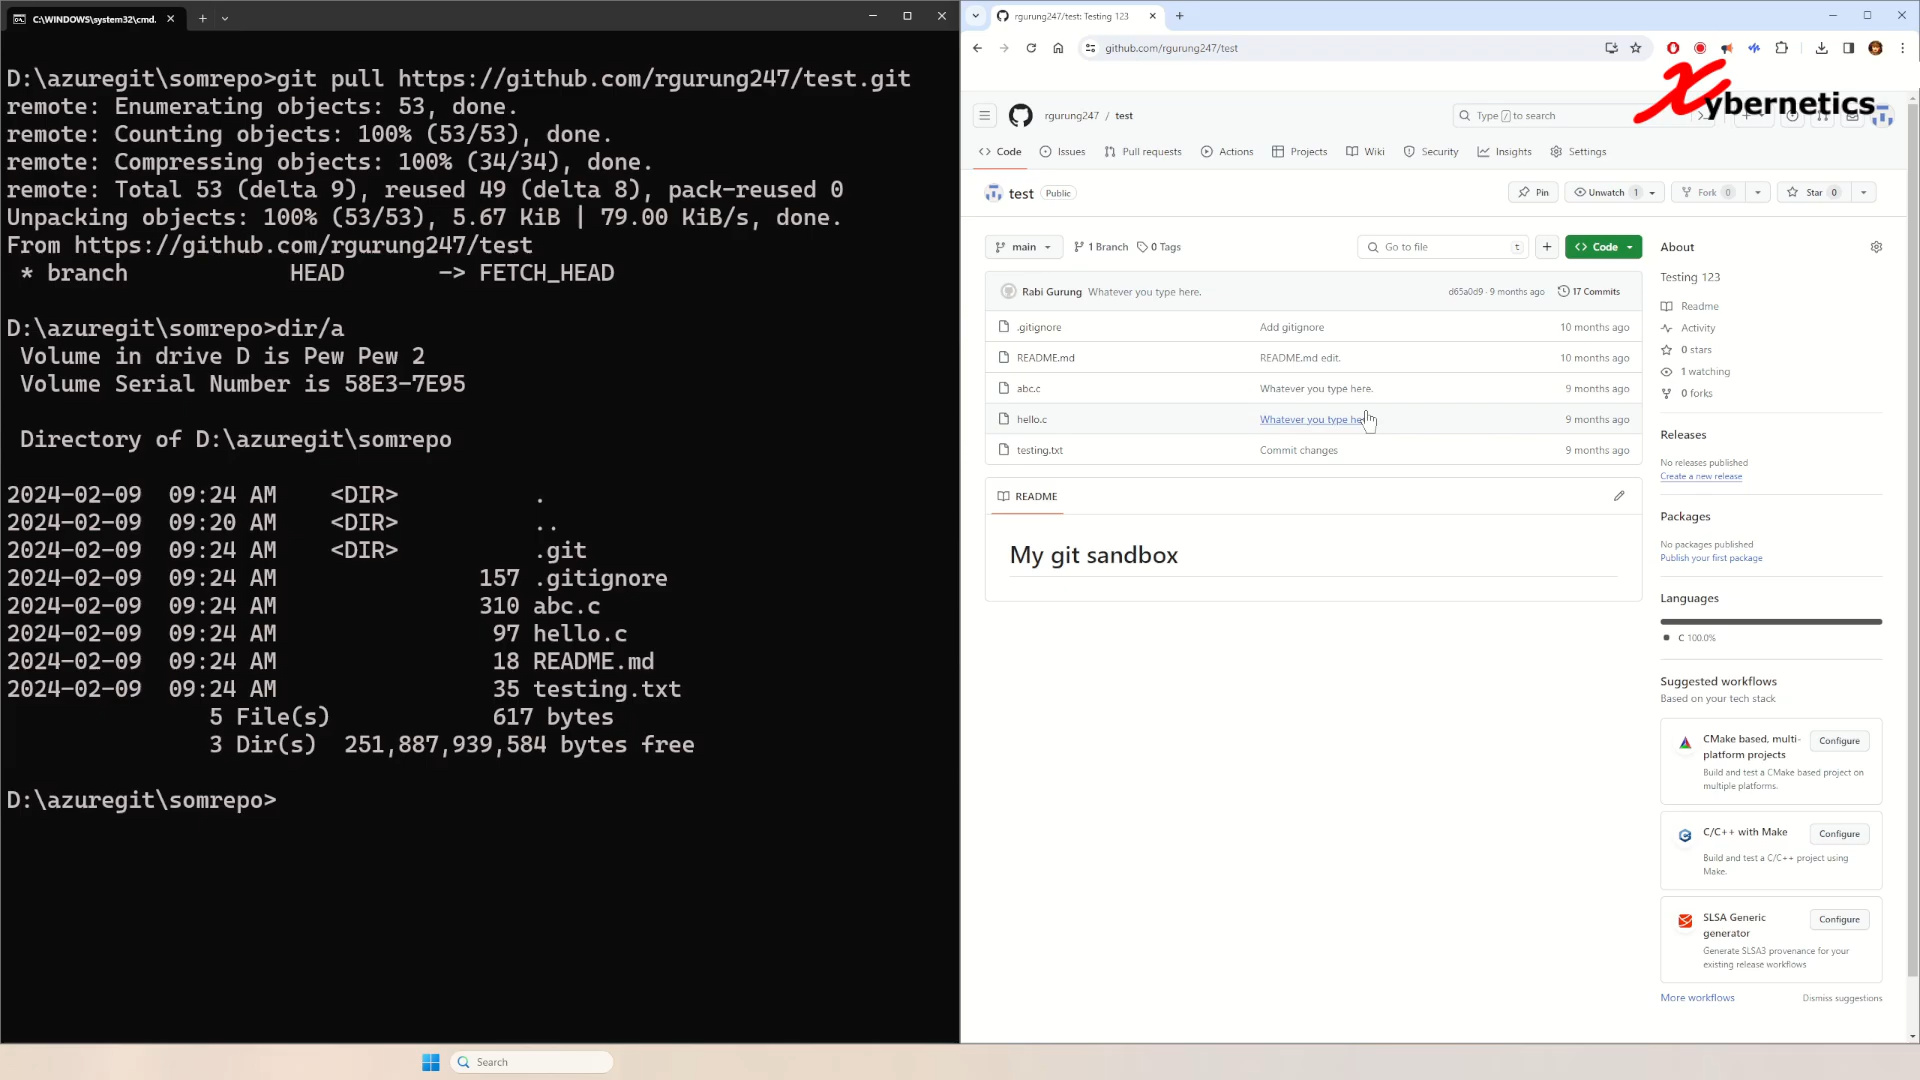 C:\WINDOWS\system32\cmd.
D:\azuregit\somrepo>git pull https://github.com/rgurung247/test.git
remote: Enumerating objects: 53, done.
remote: Counting objects: 100% (53/53), done.
remote: Compressing objects: 100% (34/34), done.
remote: Total 53 (delta 9), reused 49 (delta 8), pack-reused 0
Unpacking objects: 100% (53/53), 5.67 KiB | 79.00 KiB/s, done.
From https://github.com/rgurung247/test
* branch HEAD -> FETCH_HEAD
D:\azuregit\somrepo>dir/a
Volume in drive D is Pew Pew 2
Volume Serial Number is 58E3-7E95
Directory of D:\azuregit\somrepo
2024-02-09 09:24 AM <DIR> .
2024-02-09 09:20 AM <DIR> ..
2024-02-09 09:24 AM <DIR> .git
2024-02-09 09:24 AM 157 .gitignore
2024-02-09 09:24 AM 310 abc.c
2024-02-09 09:24 AM 97 hello.c
2024-02-09 09:24 AM 18 README.md
2024-02-09 09:24 AM 35 testing.txt
5 File(s) 617 bytes
3 Dir(s) 251,887,939,584 bytes free
D:\azuregit\somrepo>
rgurung247/test: Testing 123
github.com/rgurung247/test
Xybernetics
rgurung247 / test
Type / to search
Code Issues Pull requests Actions Projects Wiki Security Insights Settings
test Public
Pin Unwatch 1 Fork 0 Star 0
main 1 Branch 0 Tags Go to file t Code
Rabi Gurung Whatever you type here. d65a0d9 · 9 months ago 17 Commits
.gitignore Add gitignore 10 months ago
README.md README.md edit. 10 months ago
abc.c Whatever you type here. 9 months ago
hello.c Whatever you type 9 months ago
testing.txt Commit changes 9 months ago
README
My git sandbox
About
Testing 123
Readme
Activity
0 stars
1 watching
0 forks
Releases
No releases published
Create a new release
Packages
No packages published
Publish your first package
Languages
C 100.0%
Suggested workflows
Based on your tech stack
CMake based, multi-
platform projects
Configure
Build and test a CMake based project on
multiple platforms.
C/C++ with Make
Configure
Build and test a C/C++ project using
Make.
SLSA Generic
generator
Configure
Generate SLSA3 provenance for your
existing release workflows
More workflows Dismiss suggestions
Search